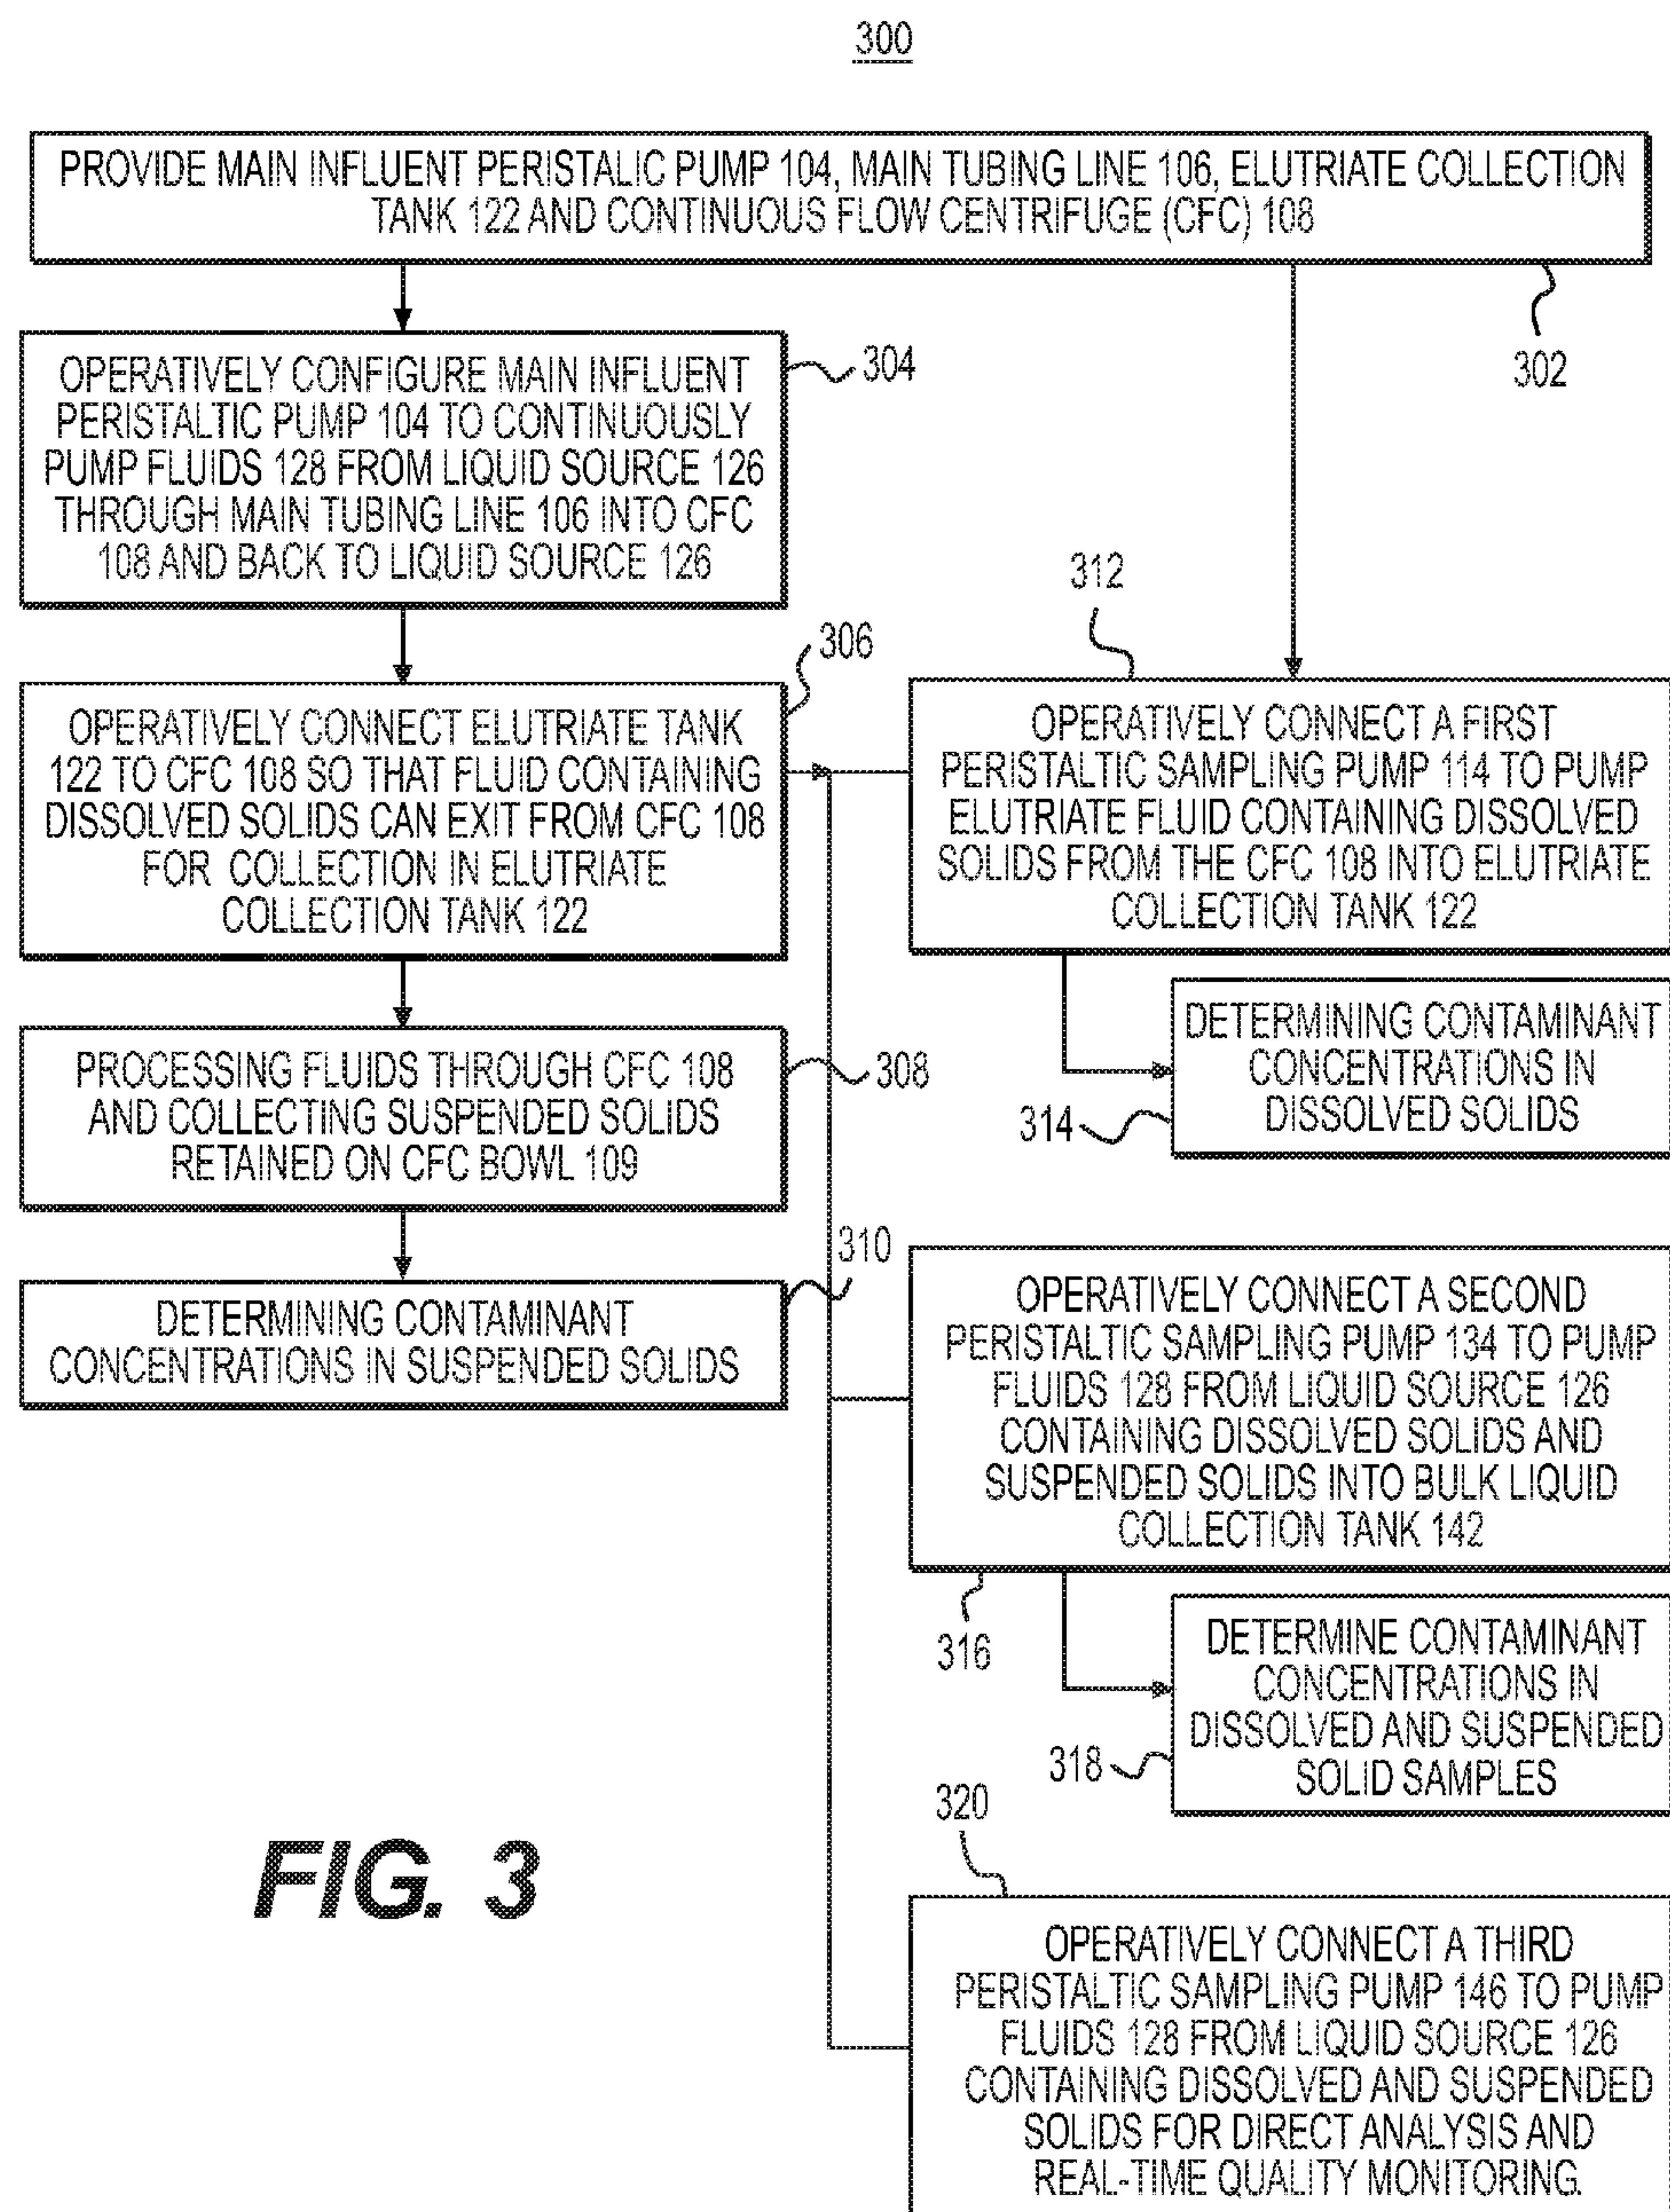 300
PROVIDE MAIN INFLUENT PERISTALIC PUMP 104, MAIN TUBING LINE 106, ELUTRIATE COLLECTION
TANK 122 AND CONTINUOUS FLOW CENTRIFUGE (CFC) 108
302
OPERATIVELY CONFIGURE MAIN INFLUENT
PERISTALTIC PUMP 104 TO CONTINUOUSLY
PUMP FLUIDS 128 FROM LIQUID SOURCE 126
THROUGH MAIN TUBING LINE 106 INTO CFC
108 AND BACK TO LIQUID SOURCE 126
304
OPERATIVELY CONNECT ELUTRIATE TANK
122 TO CFC 108 SO THAT FLUID CONTAINING
DISSOLVED SOLIDS CAN EXIT FROM CFC 108
FOR COLLECTION IN ELUTRIATE
COLLECTION TANK 122
306
PROCESSING FLUIDS THROUGH CFC 108
AND COLLECTING SUSPENDED SOLIDS
RETAINED ON CFC BOWL 109
308
DETERMINING CONTAMINANT
CONCENTRATIONS IN SUSPENDED SOLIDS
310
312
OPERATIVELY CONNECT A FIRST
PERISTALTIC SAMPLING PUMP 114 TO PUMP
ELUTRIATE FLUID CONTAINING DISSOLVED
SOLIDS FROM THE CFC 108 INTO ELUTRIATE
COLLECTION TANK 122
DETERMINING CONTAMINANT
CONCENTRATIONS IN
DISSOLVED SOLIDS
314
OPERATIVELY CONNECT A SECOND
PERISTALTIC SAMPLING PUMP 134 TO PUMP
FLUIDS 128 FROM LIQUID SOURCE 126
CONTAINING DISSOLVED SOLIDS AND
SUSPENDED SOLIDS INTO BULK LIQUID
COLLECTION TANK 142
316
DETERMINE CONTAMINANT
CONCENTRATIONS IN
DISSOLVED AND SUSPENDED
SOLID SAMPLES
318
320
OPERATIVELY CONNECT A THIRD
PERISTALTIC SAMPLING PUMP 146 TO PUMP
FLUIDS 128 FROM LIQUID SOURCE 126
CONTAINING DISSOLVED AND SUSPENDED
SOLIDS FOR DIRECT ANALYSIS AND
REAL-TIME QUALITY MONITORING.
FIG. 3